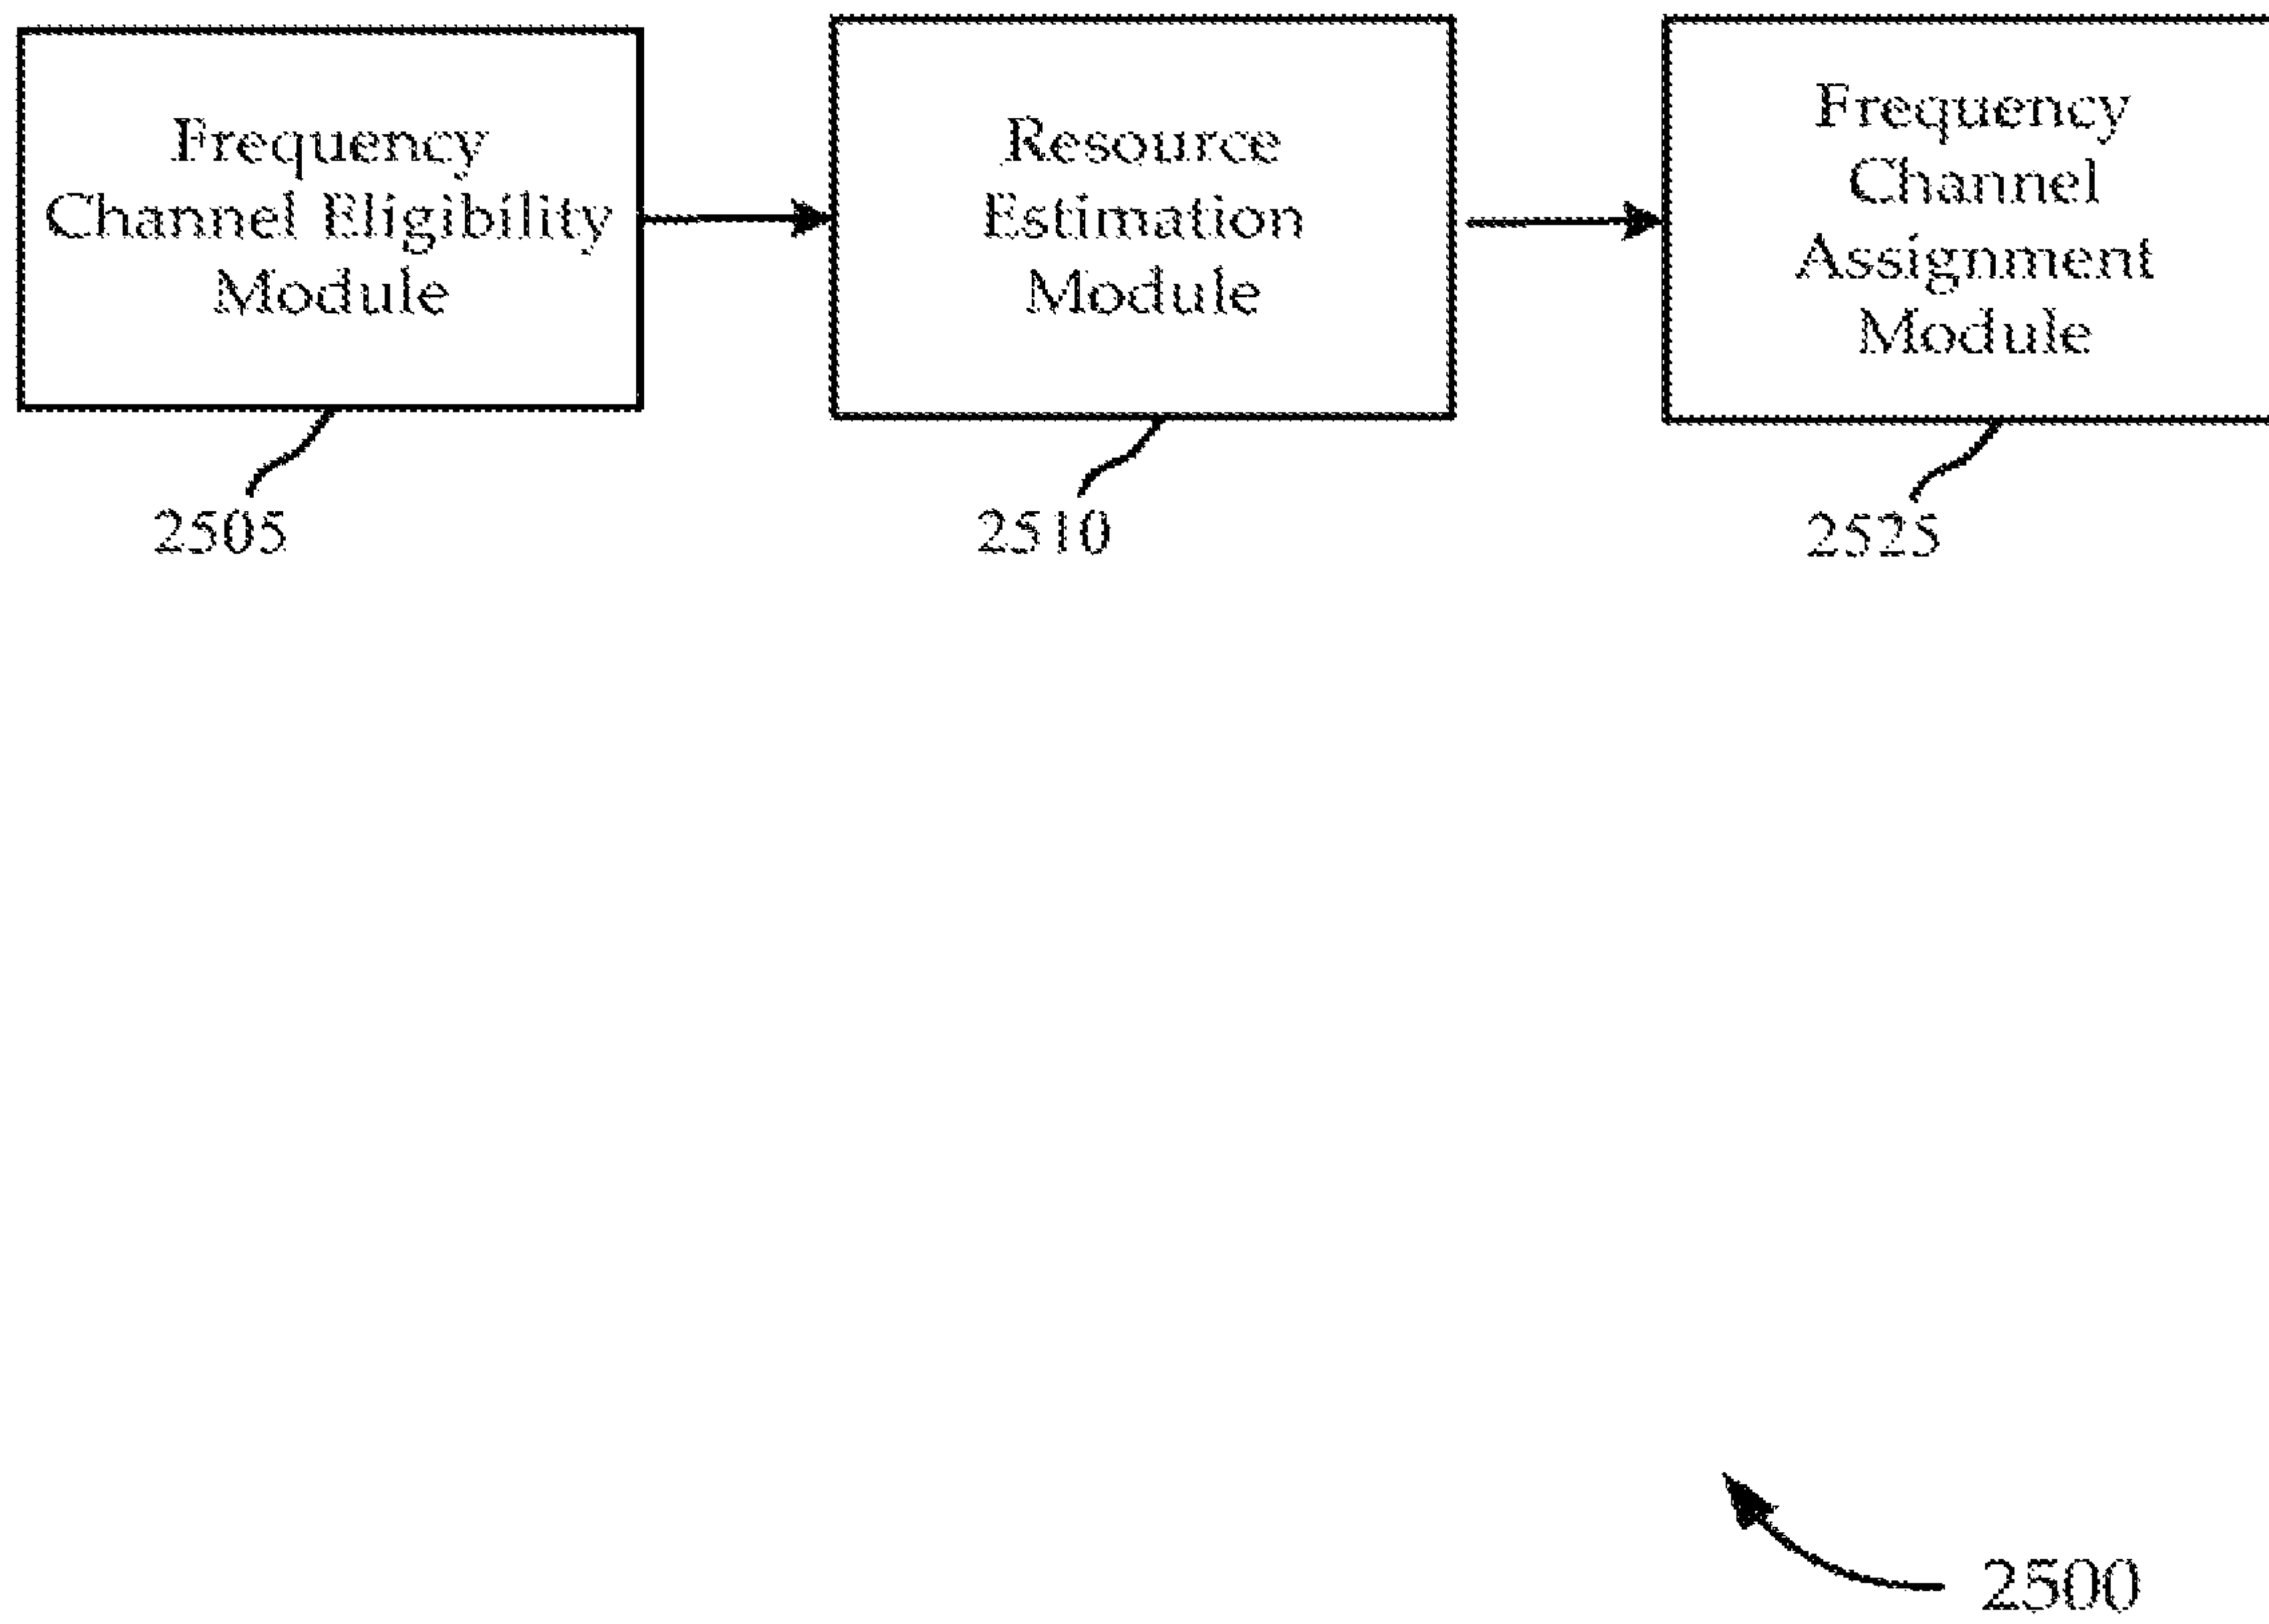 Frequency
Channel Eligibility
Module
Resource
Estimation
Module
Frequency
Channel
Assignment
Module
2505
2510
2525
2500